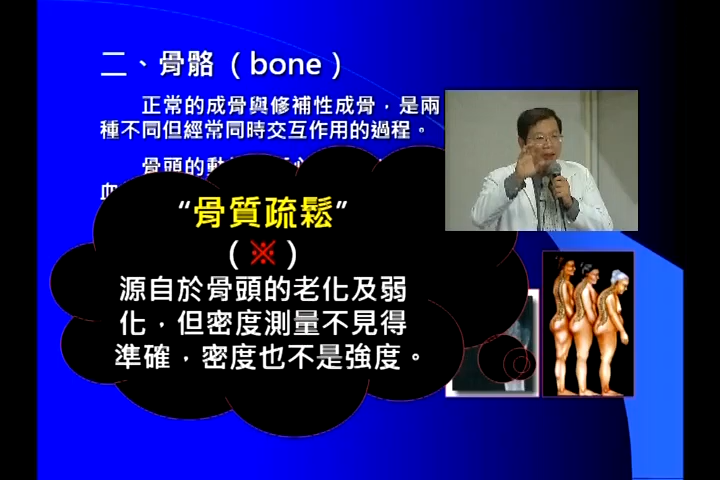 二、骨骼（bone）
正常的成骨與修補性成骨，是兩
種不同但經常同時交互作用的過程。
骨頭的動
血
“骨質疏鬆”
（※）
源自於骨頭的老化及弱
化，但密度測量不見得
準確，密度也不是強度。